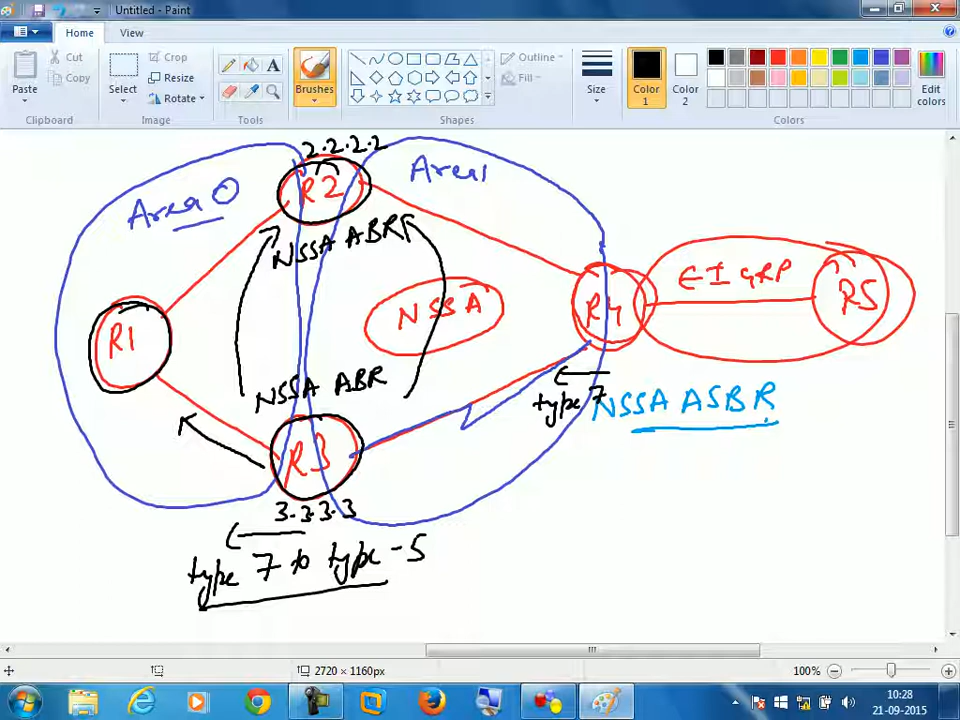 Untitled - Paint
Home
View
Paste
Cut
Copy
Clipboard
Select
Crop
Resize
Rotate
Image
Tools
Brushes
Shapes
Outline
Fill
Size
Color 1
Color 2
Colors
Edit colors
2.2.2.2
Area 0
R2
Area1
NSSA ABR
EIGRP
R5
R4
NSSA
R1
NSSA ABR
type 7
NSSA ASBR
R3
3.3.3.3
type 7 to type -5
2720 × 1160px
100%
10:28
21-09-2015